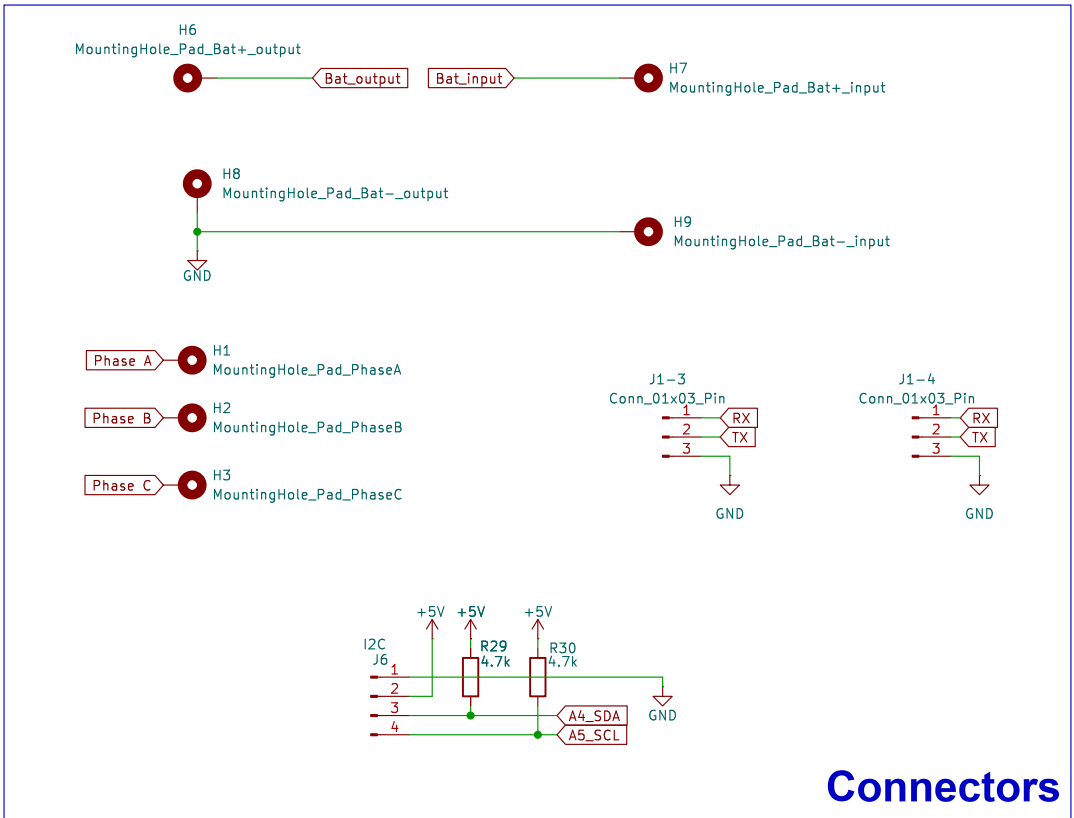 H6
MountingHole_Pad_Bat+_output
Bat_output
Bat_input
H7
MountingHole_Pad_Bat+_input
H8
MountingHole_Pad_Bat-_output
GND
H9
MountingHole_Pad_Bat-_input
Phase A
H1
MountingHole_Pad_PhaseA
Phase B
H2
MountingHole_Pad_PhaseB
Phase C
H3
MountingHole_Pad_PhaseC
J1-3
Conn_01x03_Pin
1
RX
2
TX
3
GND
J1-4
Conn_01x03_Pin
1
RX
2
TX
3
GND
+5V
+5V
+5V
I2C
J6
R29
4.7k
R30
4.7k
1
2
3
4
A4_SDA
A5_SCL
GND
Connectors